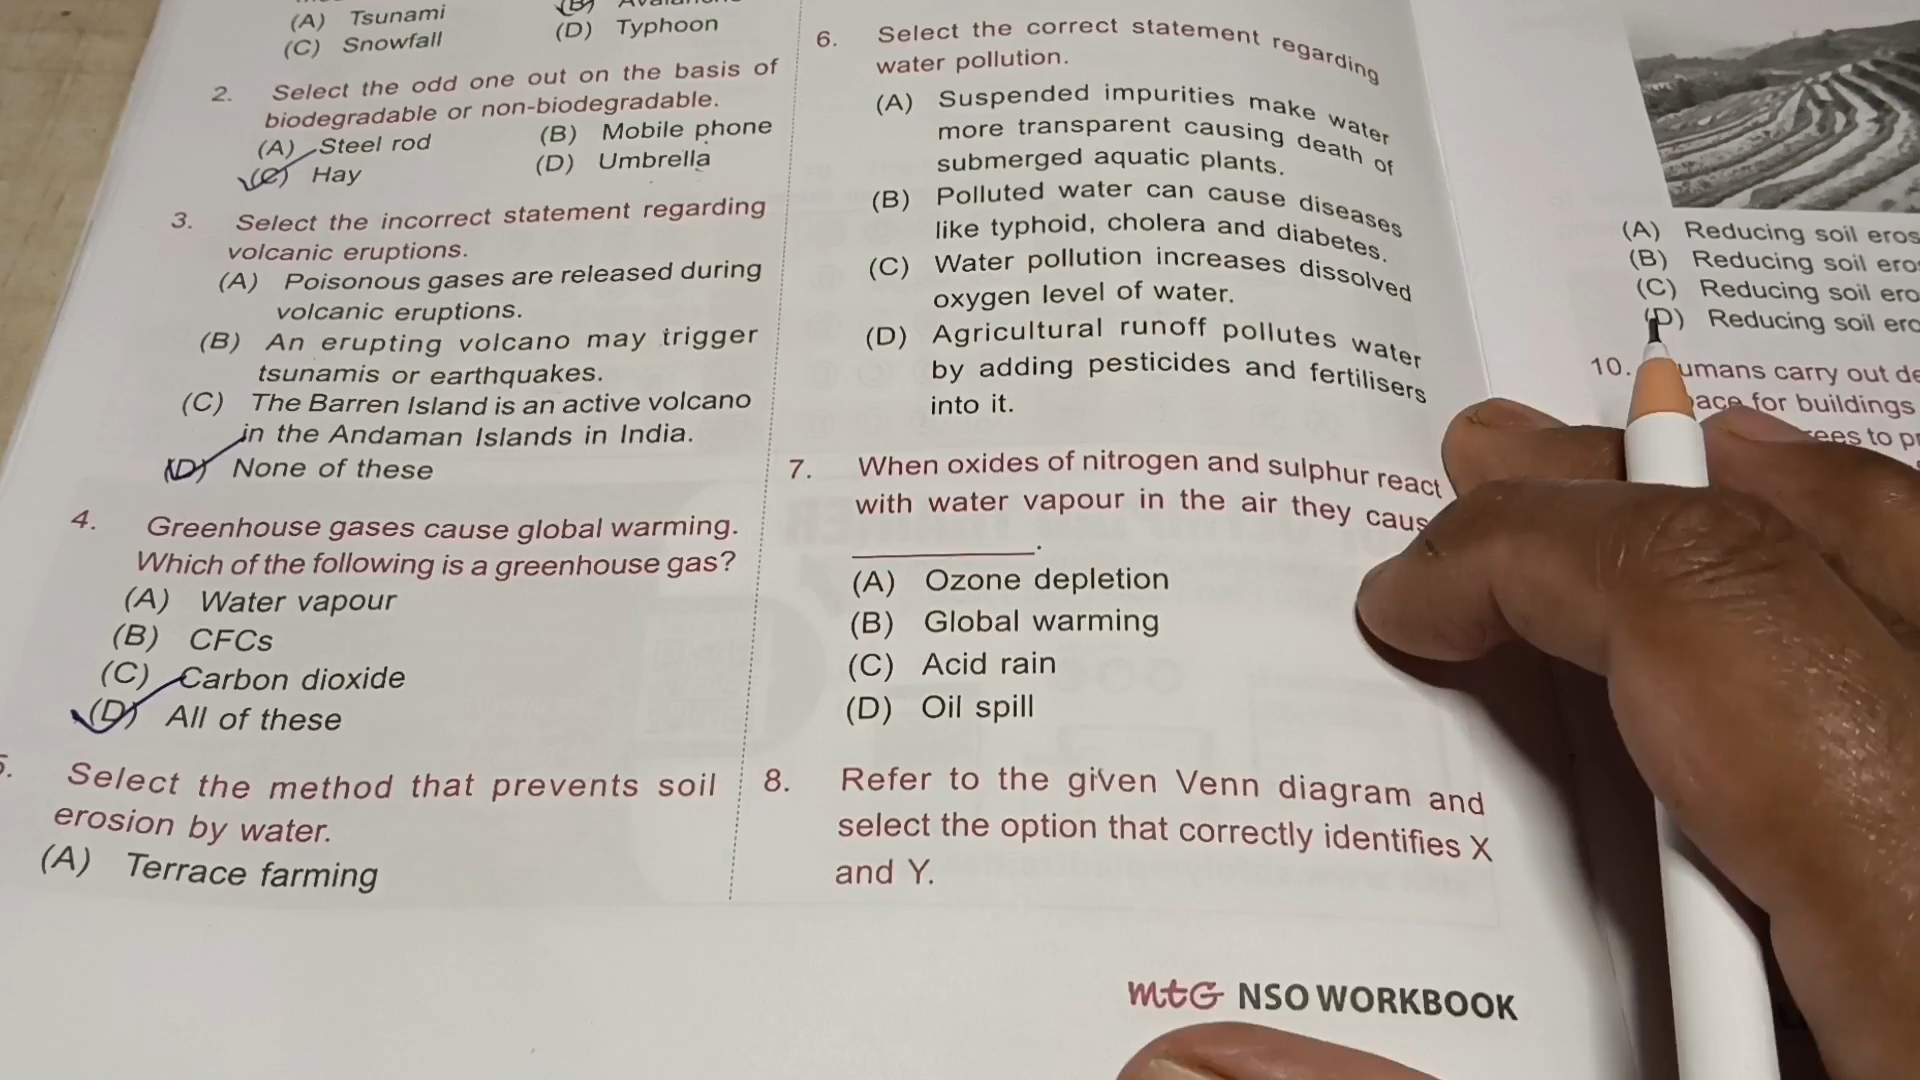 (A) Tsunami
(B)
(C) Snowfall (D) Typhoon
2. Select the odd one out on the basis of
biodegradable or non-biodegradable.
(A) Steel rod (B) Mobile phone
(C) Hay (D) Umbrella
3. Select the incorrect statement regarding
volcanic eruptions.
(A) Poisonous gases are released during
volcanic eruptions.
(B) An erupting volcano may trigger
tsunamis or earthquakes.
(C) The Barren Island is an active volcano
in the Andaman Islands in India.
(D) None of these
4. Greenhouse gases cause global warming.
Which of the following is a greenhouse gas?
(A) Water vapour
(B) CFCs
(C) Carbon dioxide
(D) All of these
5. Select the method that prevents soil
erosion by water.
(A) Terrace farming
6. Select the correct statement regarding
water pollution.
(A) Suspended impurities make water
more transparent causing death of
submerged aquatic plants.
(B) Polluted water can cause diseases
like typhoid, cholera and diabetes.
(C) Water pollution increases dissolved
oxygen level of water.
(D) Agricultural runoff pollutes water
by adding pesticides and fertilisers
into it.
7. When oxides of nitrogen and sulphur react
with water vapour in the air they caus
__________.
(A) Ozone depletion
(B) Global warming
(C) Acid rain
(D) Oil spill
8. Refer to the given Venn diagram and
select the option that correctly identifies X
and Y.
mtG NSO WORKBOOK
(A) Reducing soil eros
(B) Reducing soil eros
(C) Reducing soil ero
(D) Reducing soil ero
10. umans carry out de
ace for buildings
ees to pr